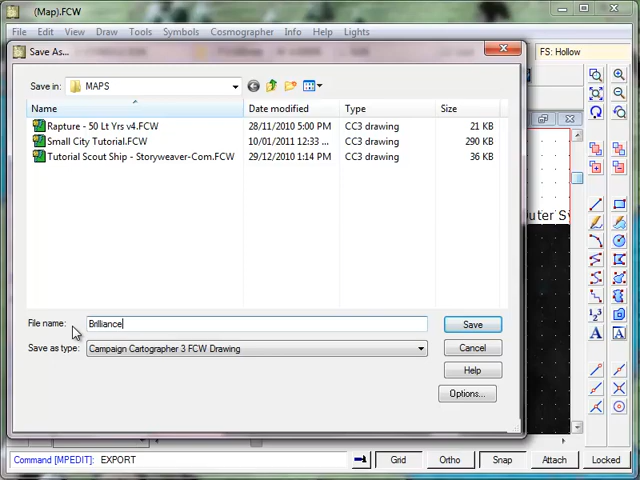 (Map).FCW
File Edit View Draw Tools Symbols Cosmographer Info Help Lights
FS: Hollow
Save As...
Save in: MAPS
Name Date modified Type Size
Rapture - 50 Lt Yrs v4.FCW 28/11/2010 5:00 PM CC3 drawing 21 KB
Small City Tutorial.FCW 10/01/2011 12:33 ... CC3 drawing 290 KB
Tutorial Scout Ship - Storyweaver-Com.FCW 29/12/2010 1:14 PM CC3 drawing 36 KB
uter Sy
File name: Brilliance Save
Save as type: Campaign Cartographer 3 FCW Drawing Cancel
Help
Options...
Command [MPEDIT]: EXPORT Grid Ortho Snap Attach Locked